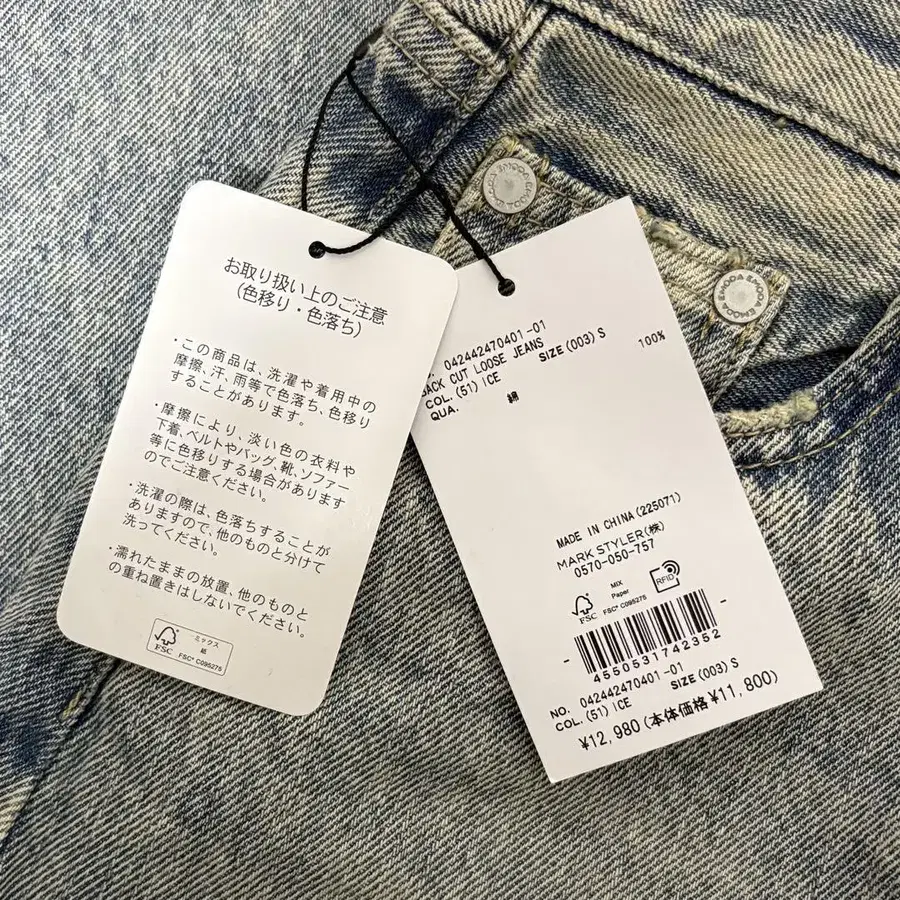 お取り扱い上のご注意
(色移り・色落ち)
・この商品は、洗濯や着用中の
摩擦、汗、雨等で色落ち、色移り
することがあります。
・摩擦により、淡い色の衣料や
下着、ベルトやバッグ、靴、ソファー
等に色移りする場合があります
のでご注意ください。
・洗濯の際は、色落ちすることが
ありますので、他のものと分けて
洗ってください。
・濡れたままの放置、他のものと
の重ね置きはしないでください。
FSC
ミックス
紙
FSC® C095275
. 042442470401-01
BACK CUT LOOSE JEANS
COL. (51) ICE SIZE (003) S
QUA. 綿 100%
MADE IN CHINA (225071)
MARK STYLER(株)
0570-050-757
FSC
MIX
Paper
FSC® C095275
RFID
4550531742352
NO. 042442470401-01
COL. (51) ICE SIZE (003) S
¥12,980 (本体価格¥11,800)
EMODA EMODA
EMODA EMODA